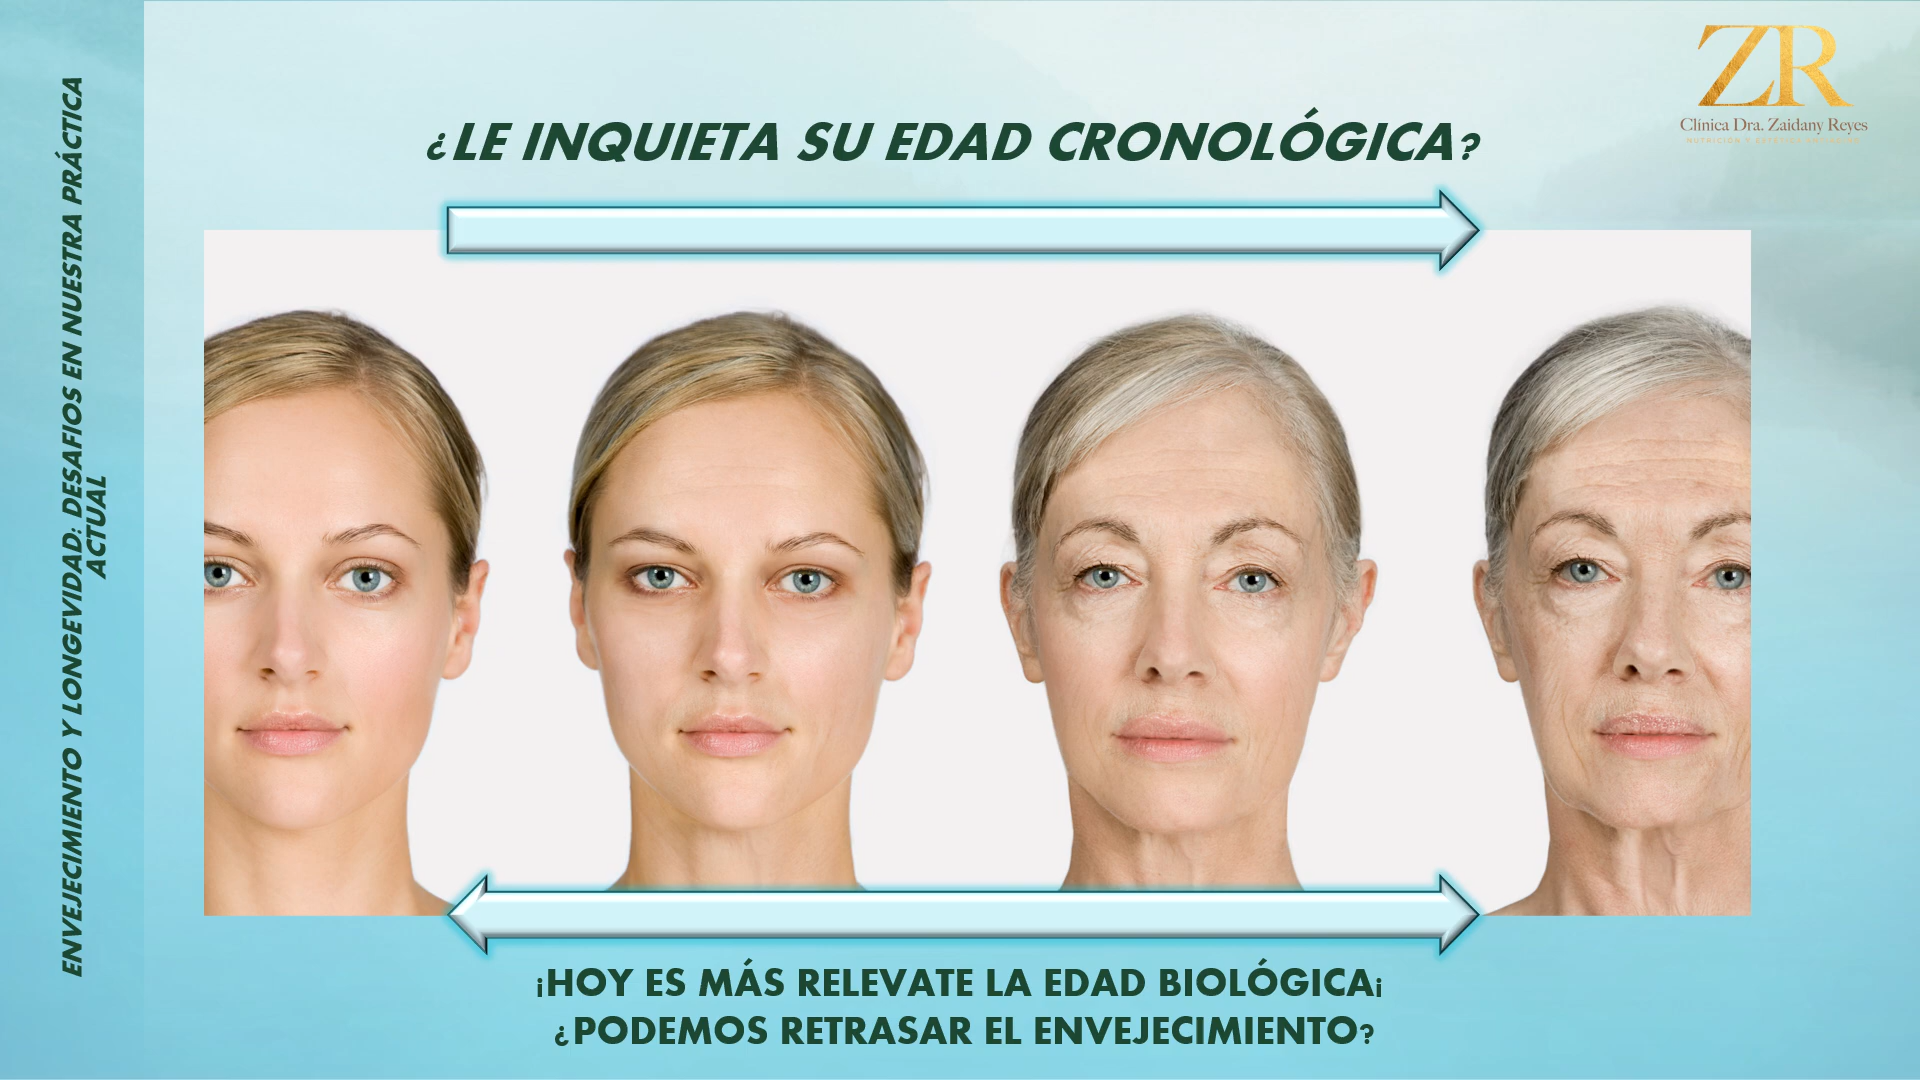 ENVEJECIMIENTO Y LONGEVIDAD: DESAFIOS EN NUESTRA PRÁCTICA
ACTUAL
ZR
Clínica Dra. Zaidany Reyes
¿LE INQUIETA SU EDAD CRONOLÓGICA?
¡HOY ES MÁS RELEVATE LA EDAD BIOLÓGICA¡
¿PODEMOS RETRASAR EL ENVEJECIMIENTO?